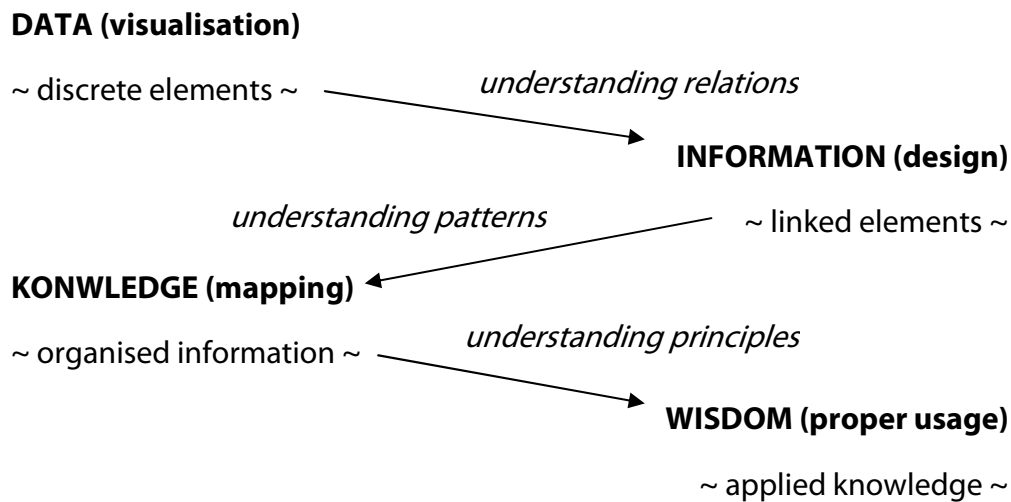 DATA (visualisation)
~ discrete elements ~
understanding relations
INFORMATION (design)
~ linked elements ~
understanding patterns
KONWLEDGE (mapping)
~ organised information ~
understanding principles
WISDOM (proper usage)
~ applied knowledge ~